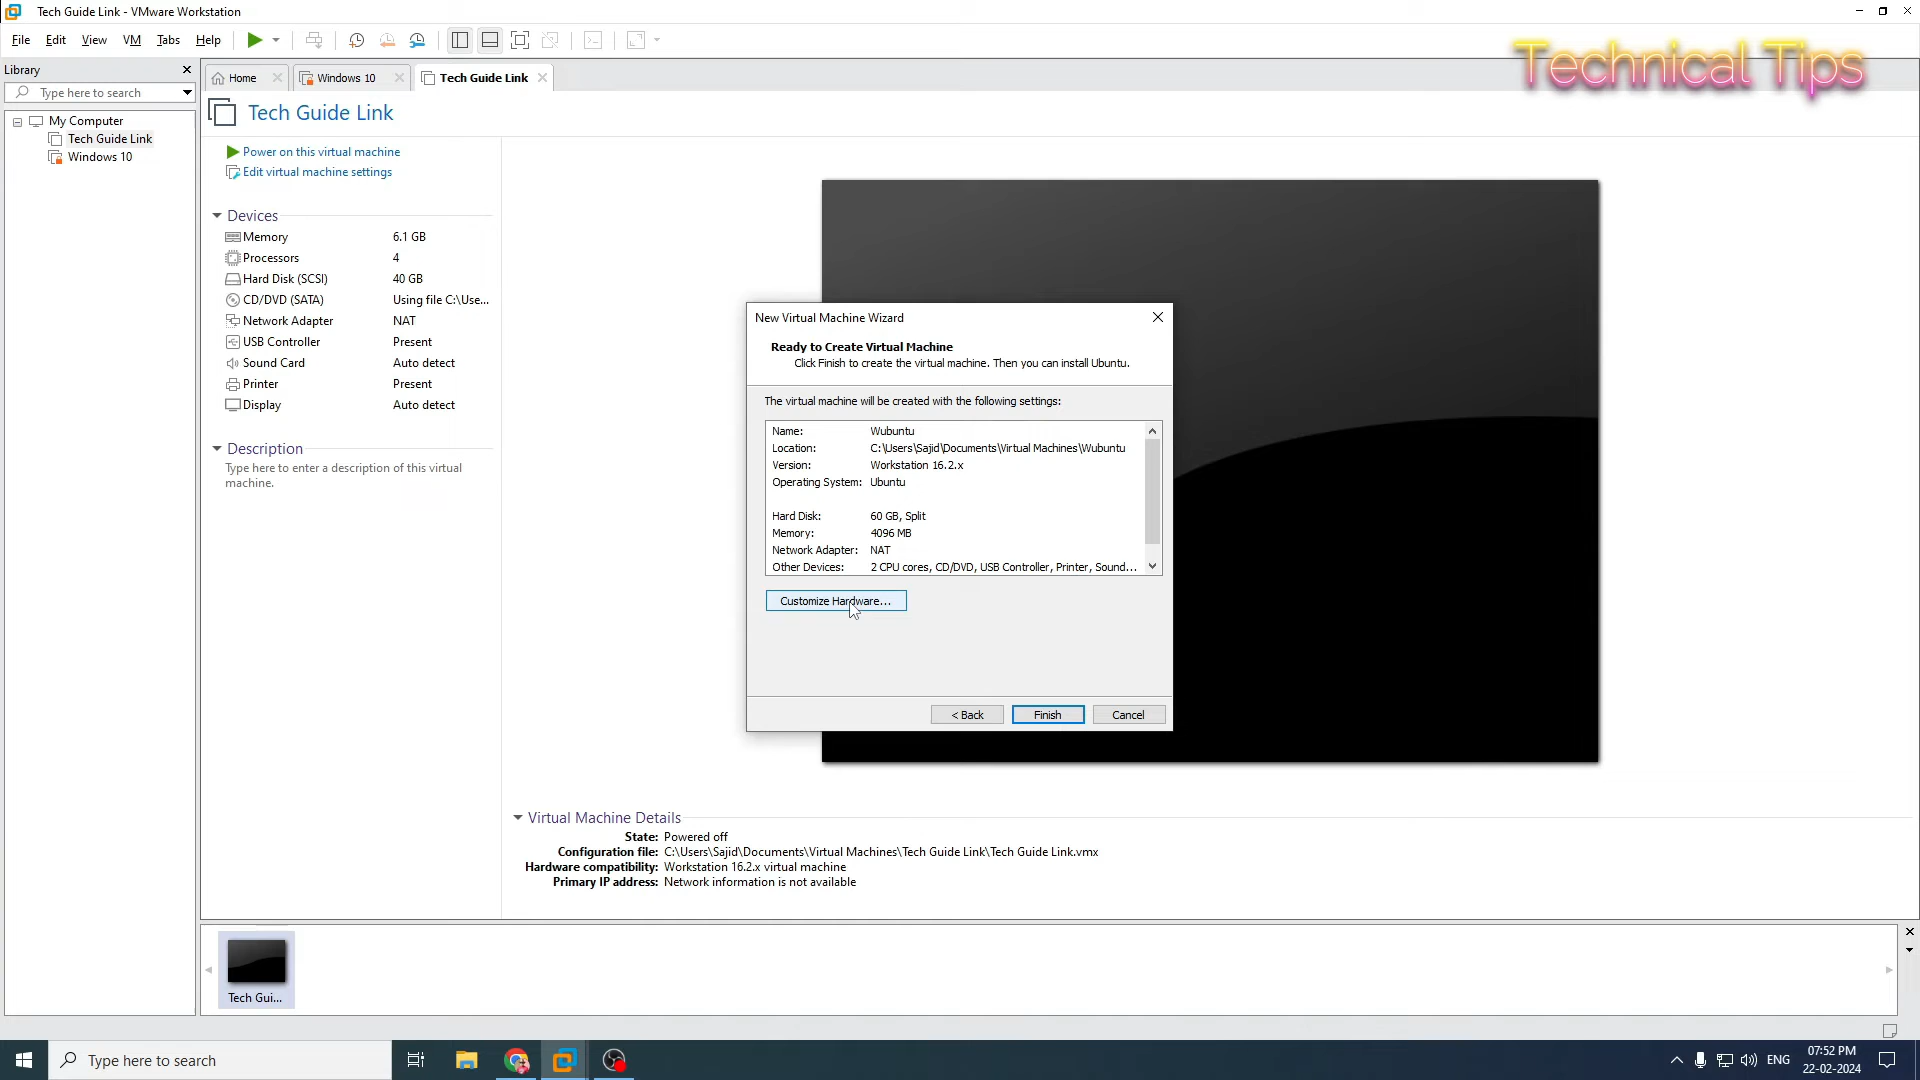 Tech Guide Link - VMware Workstation
File Edit View VM Tabs Help
Technical Tips
Library
Type here to search
My Computer
Tech Guide Link
Windows 10
Home
Windows 10
Tech Guide Link
Tech Guide Link
Power on this virtual machine
Edit virtual machine settings
Devices
Memory 6.1 GB
Processors 4
Hard Disk (SCSI) 40 GB
CD/DVD (SATA) Using file C:\Use...
Network Adapter NAT
USB Controller Present
Sound Card Auto detect
Printer Present
Display Auto detect
Description
Type here to enter a description of this virtual
machine.
New Virtual Machine Wizard
Ready to Create Virtual Machine
Click Finish to create the virtual machine. Then you can install Ubuntu.
The virtual machine will be created with the following settings:
Name: Wubuntu
Location: C:\Users\Sajid\Documents\Virtual Machines\Wubuntu
Version: Workstation 16.2.x
Operating System: Ubuntu
Hard Disk: 60 GB, Split
Memory: 4096 MB
Network Adapter: NAT
Other Devices: 2 CPU cores, CD/DVD, USB Controller, Printer, Sound...
Customize Hardware...
< Back Finish Cancel
Virtual Machine Details
State: Powered off
Configuration file: C:\Users\Sajid\Documents\Virtual Machines\Tech Guide Link\Tech Guide Link.vmx
Hardware compatibility: Workstation 16.2.x virtual machine
Primary IP address: Network information is not available
Tech Gui...
Type here to search
ENG
07:52 PM
22-02-2024